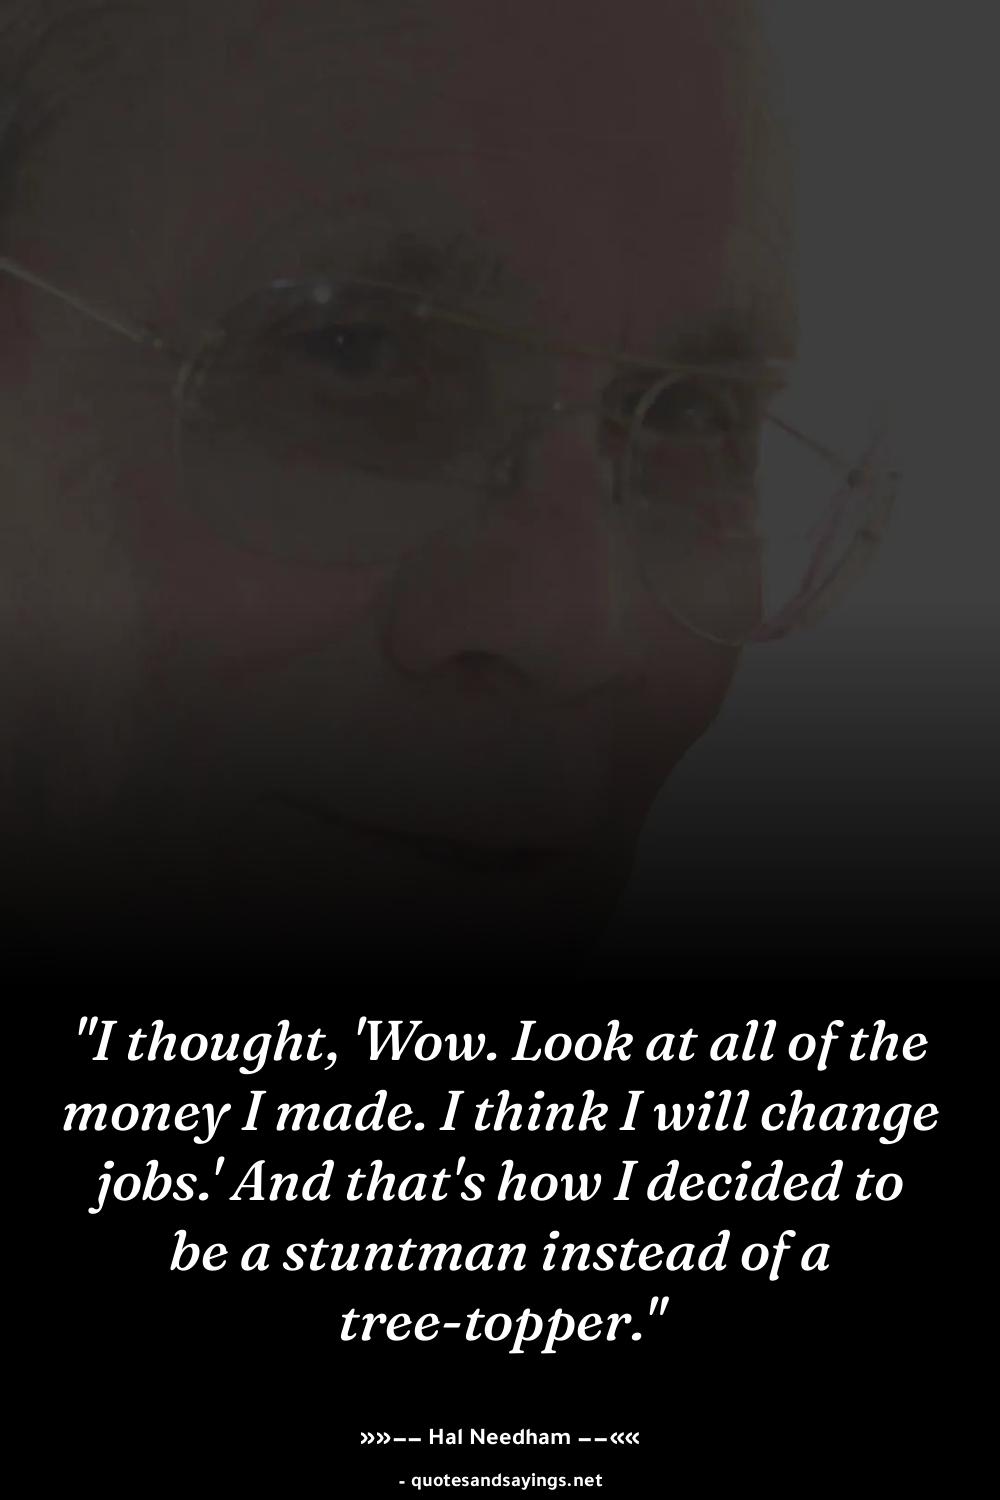 "I thought, 'Wow. Look at all of the
money I made. I think I will change
jobs.' And that's how I decided to
be a stuntman instead of a
tree-topper."
»»–– Hal Needham ––««
- quotesandsayings.net